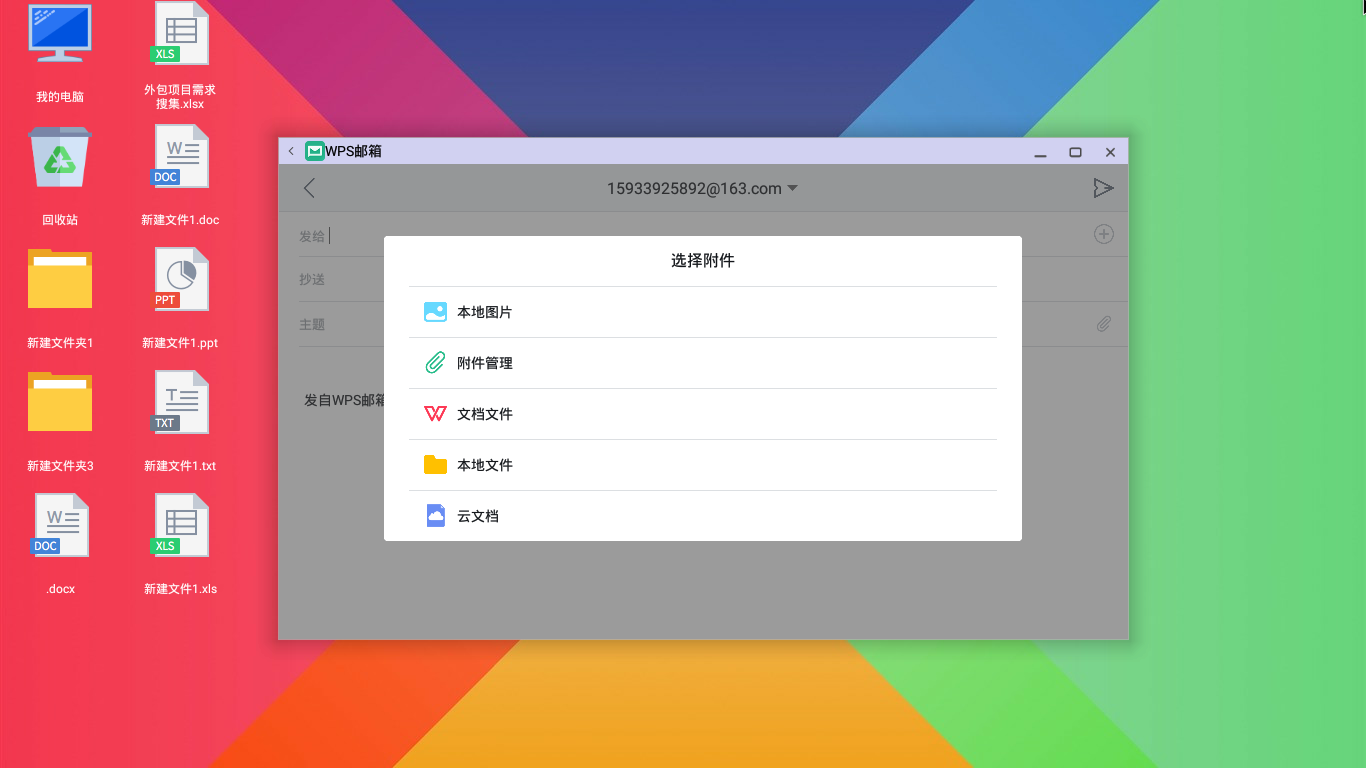 我的电脑
XLS
外包项目需求
搜集.xlsx
回收站
W
DOC
新建文件1.doc
新建文件夹1
PPT
新建文件1.ppt
新建文件夹3
T
TXT
新建文件1.txt
W
DOC
.docx
XLS
新建文件1.xls
WPS邮箱
15933925892@163.com
发给
抄送
主题
发自WPS邮箱
选择附件
本地图片
附件管理
文档文件
本地文件
云文档